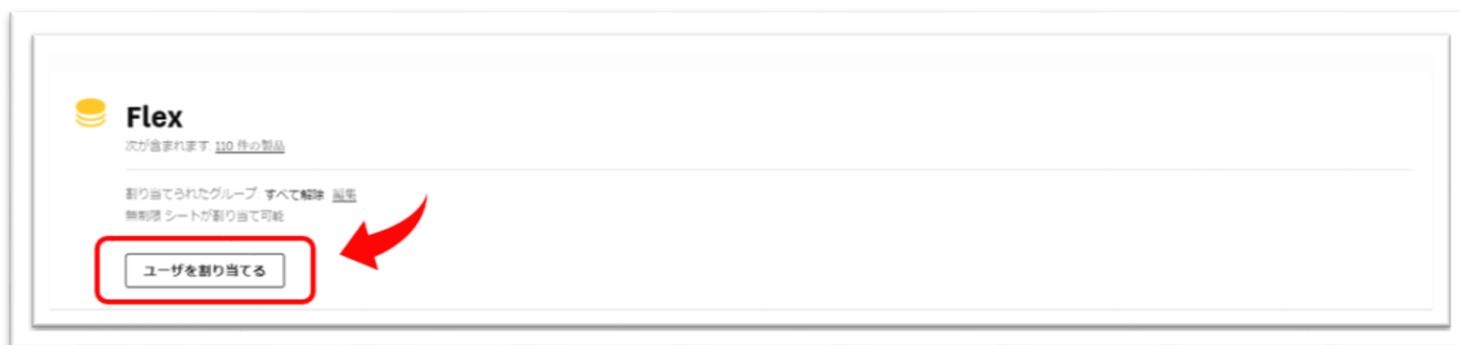 Flex
次が含まれます: 110 件の製品
割り当てられたグループ: すべて解除 編集
無制限 シートが割り当て可能
ユーザを割り当てる